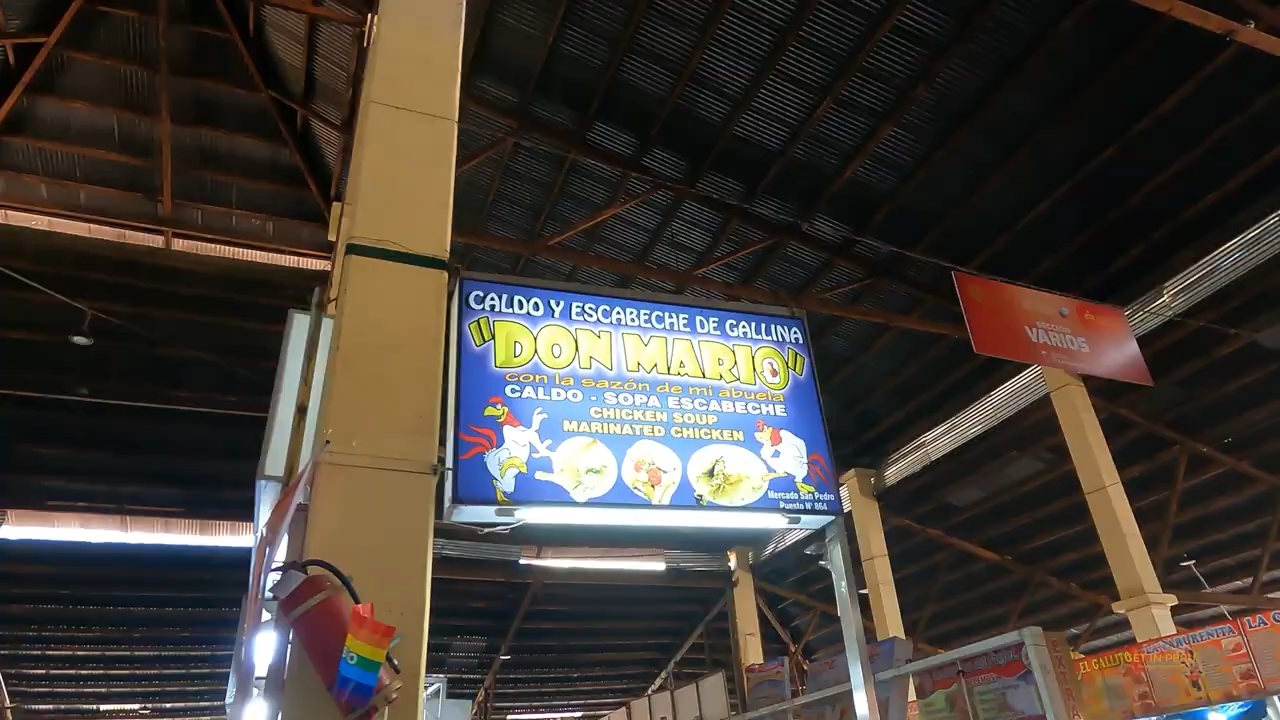 CALDO Y ESCABECHE DE GALLINA
"DON MARIO"
con la sazón de mi abuela
CALDO - SOPA ESCABECHE
CHICKEN SOUP
MARINATED CHICKEN
Mercado San Pedro
Puesto N° 864
SECCIÓN
VARIOS
EL GALLITO
LA